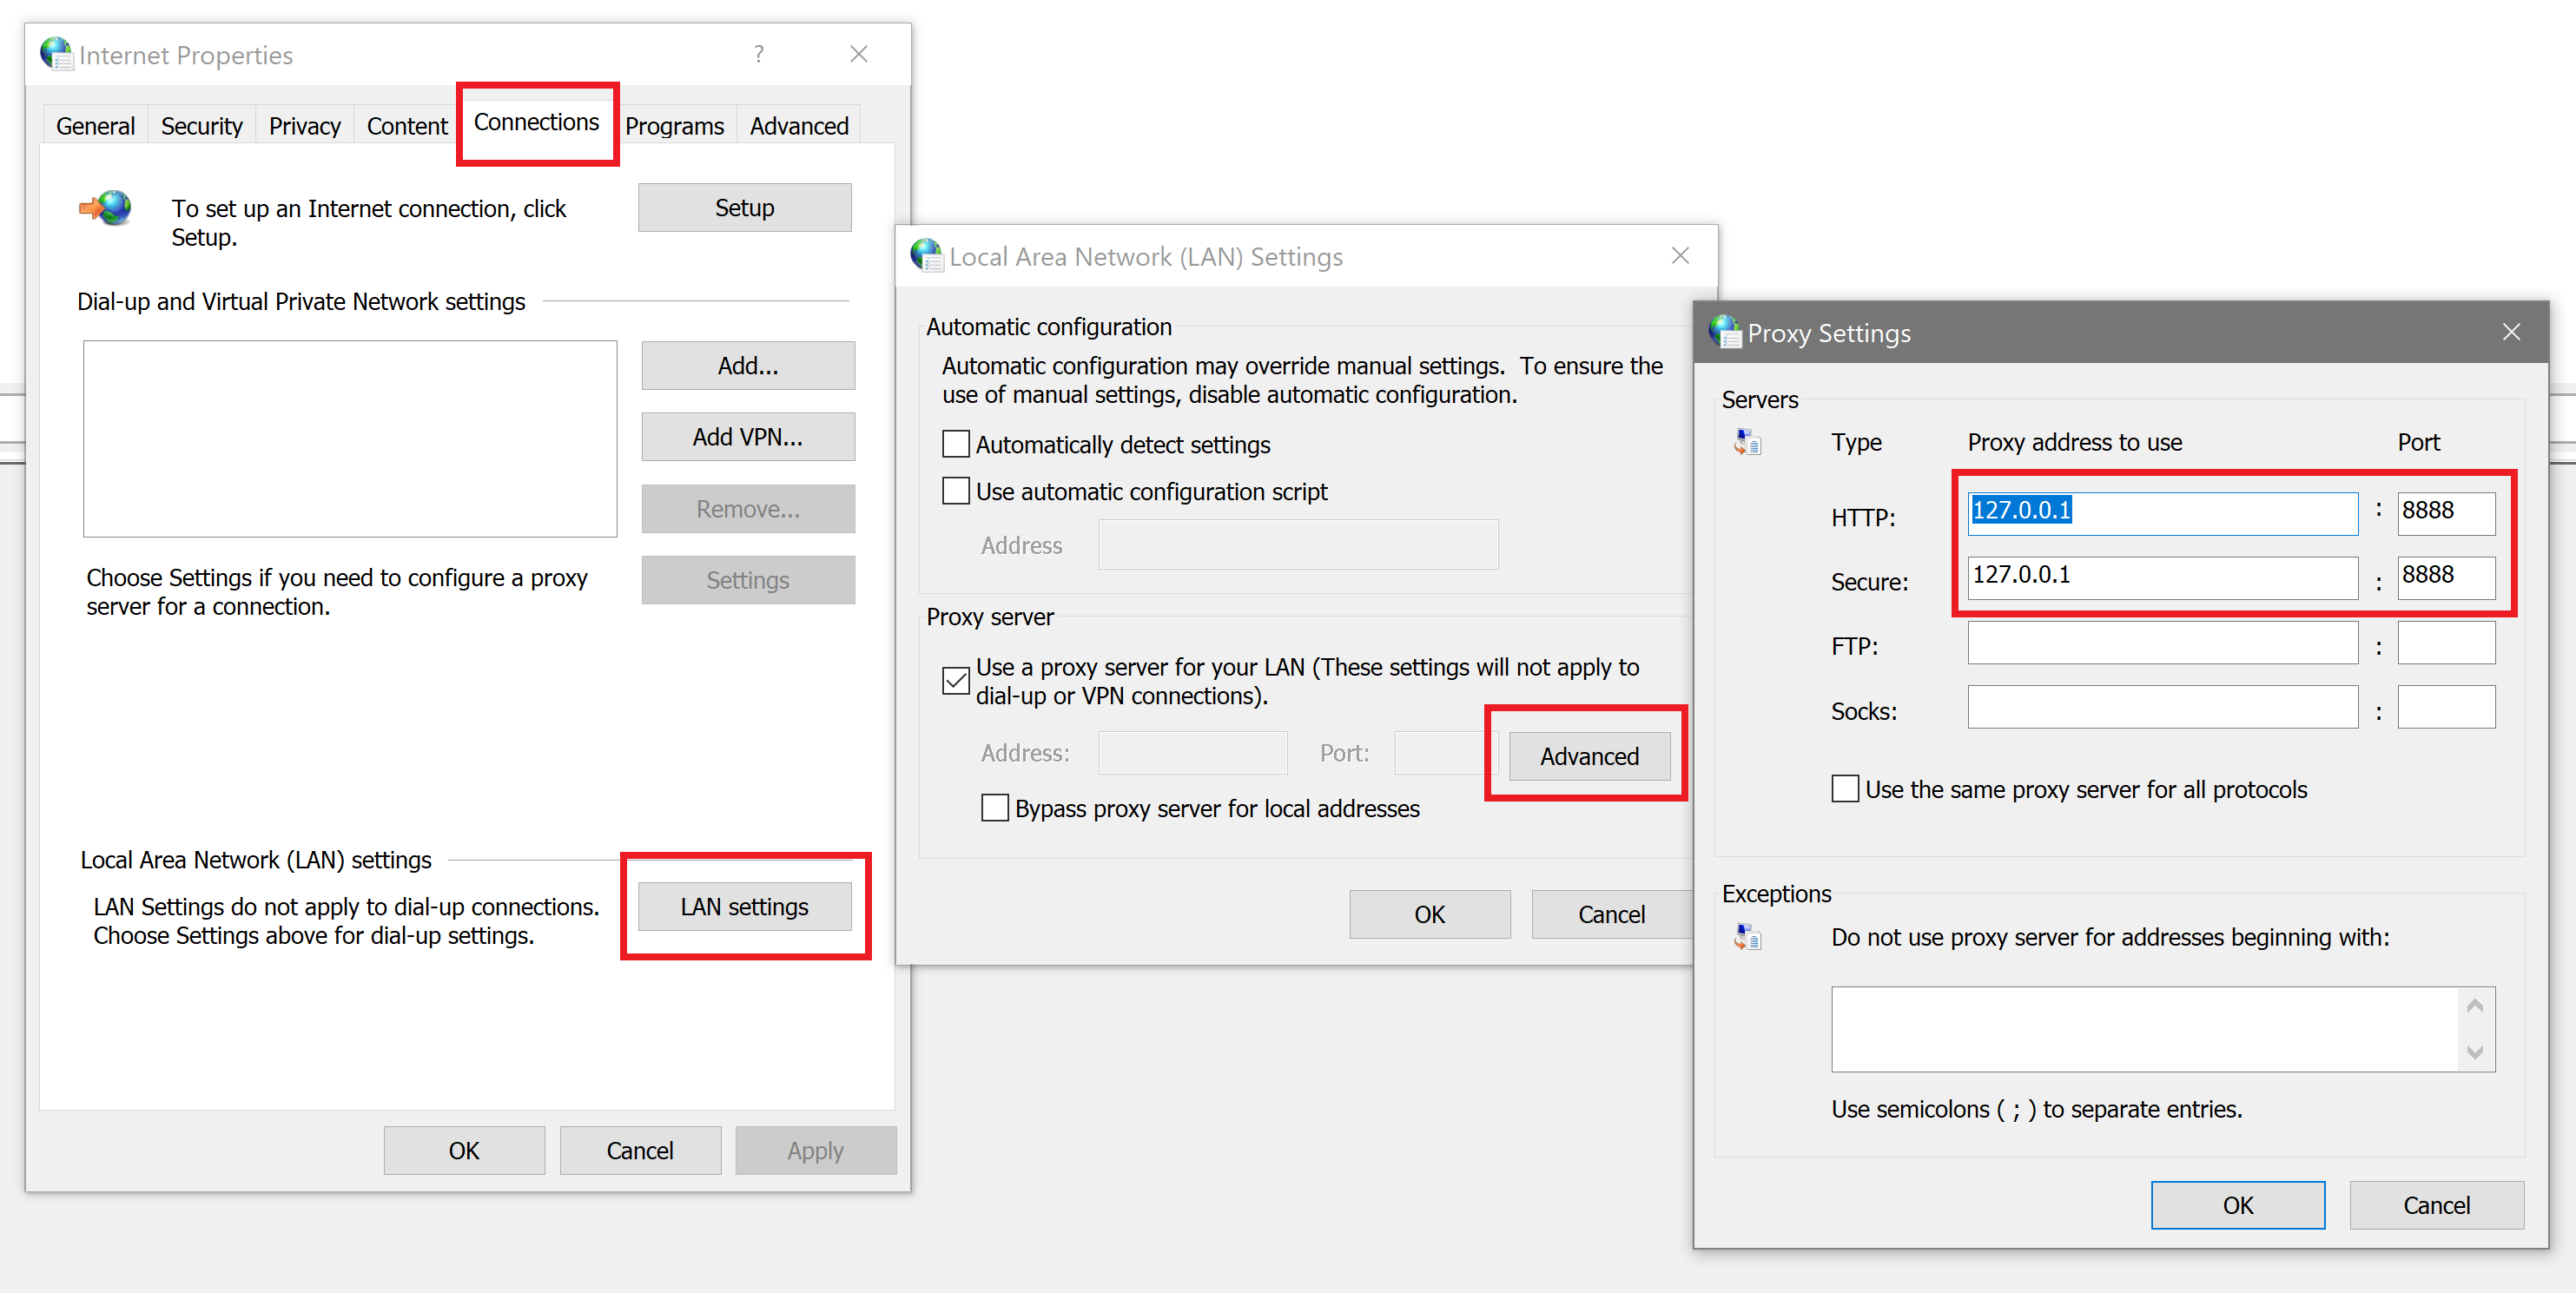 Internet Properties
?
General Security Privacy Content Connections Programs Advanced
To set up an Internet connection, click
Setup.
Setup
Dial-up and Virtual Private Network settings
Add...
Add VPN...
Remove...
Choose Settings if you need to configure a proxy
server for a connection.
Settings
Local Area Network (LAN) settings
LAN Settings do not apply to dial-up connections.
Choose Settings above for dial-up settings.
LAN settings
OK Cancel Apply
Local Area Network (LAN) Settings
Automatic configuration
Automatic configuration may override manual settings. To ensure the
use of manual settings, disable automatic configuration.
Automatically detect settings
Use automatic configuration script
Address
Proxy server
Use a proxy server for your LAN (These settings will not apply to
dial-up or VPN connections).
Address: Port: Advanced
Bypass proxy server for local addresses
OK Cancel
Proxy Settings
Servers
Type Proxy address to use Port
HTTP: 127.0.0.1 : 8888
Secure: 127.0.0.1 : 8888
FTP: :
Socks: :
Use the same proxy server for all protocols
Exceptions
Do not use proxy server for addresses beginning with:
Use semicolons ( ; ) to separate entries.
OK Cancel